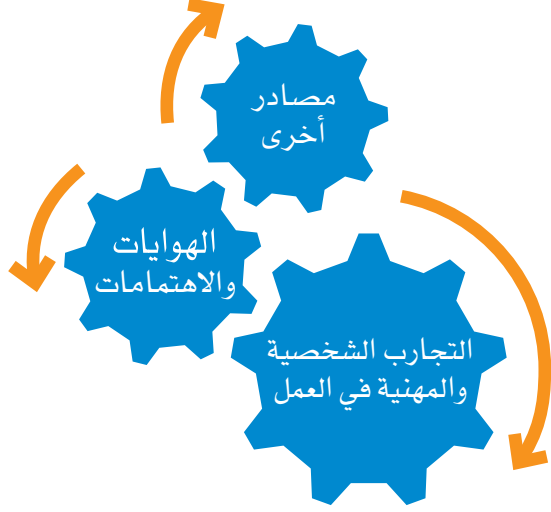 مصادر
أخرى
الهوايات
والاهتمامات
التجارب الشخصية
والمهنية في العمل